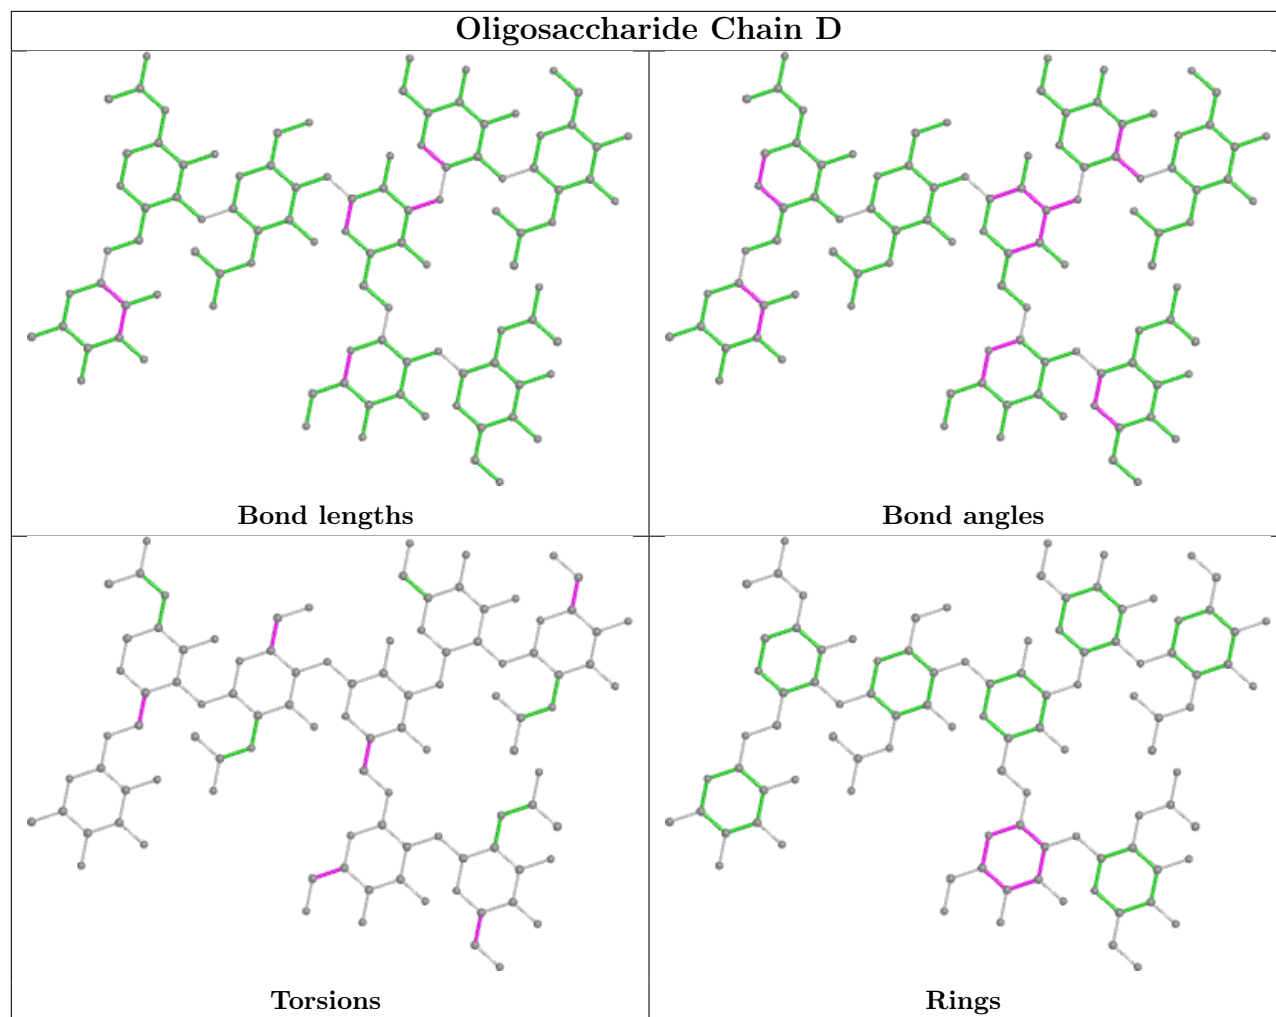 Oligosaccharide Chain D
Bond lengths
Bond angles
Torsions
Rings